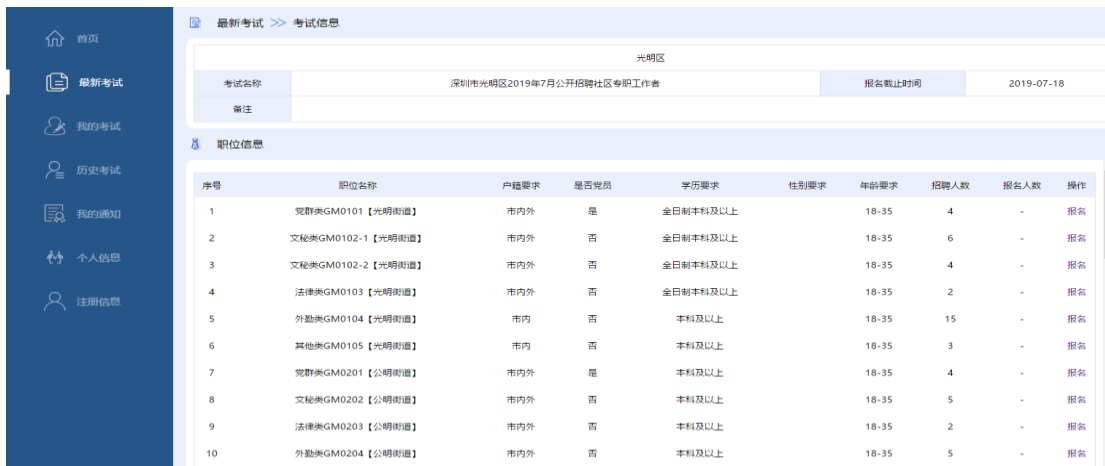 首页
最新考试
我的考试
历史考试
我的通知
个人信息
注册信息
最新考试 >> 考试信息
光明区
考试名称 深圳市光明区2019年7月公开招聘社区专职工作者 报名截止时间 2019-07-18
备注
职位信息
序号 职位名称 户籍要求 是否党员 学历要求 性别要求 年龄要求 招聘人数 报名人数 操作
1 党群类GM0101【光明街道】 市内外 是 全日制本科及以上 18-35 4 - 报名
2 文秘类GM0102-1【光明街道】 市内外 否 全日制本科及以上 18-35 6 - 报名
3 文秘类GM0102-2【光明街道】 市内外 否 全日制本科及以上 18-35 4 - 报名
4 法律类GM0103【光明街道】 市内外 否 全日制本科及以上 18-35 2 - 报名
5 外勤类GM0104【光明街道】 市内 否 本科及以上 18-35 15 - 报名
6 其他类GM0105【光明街道】 市内 否 本科及以上 18-35 3 - 报名
7 党群类GM0201【公明街道】 市内外 是 本科及以上 18-35 4 - 报名
8 文秘类GM0202【公明街道】 市内外 否 本科及以上 18-35 5 - 报名
9 法律类GM0203【公明街道】 市内外 否 本科及以上 18-35 2 - 报名
10 外勤类GM0204【公明街道】 市内外 否 本科及以上 18-35 5 - 报名